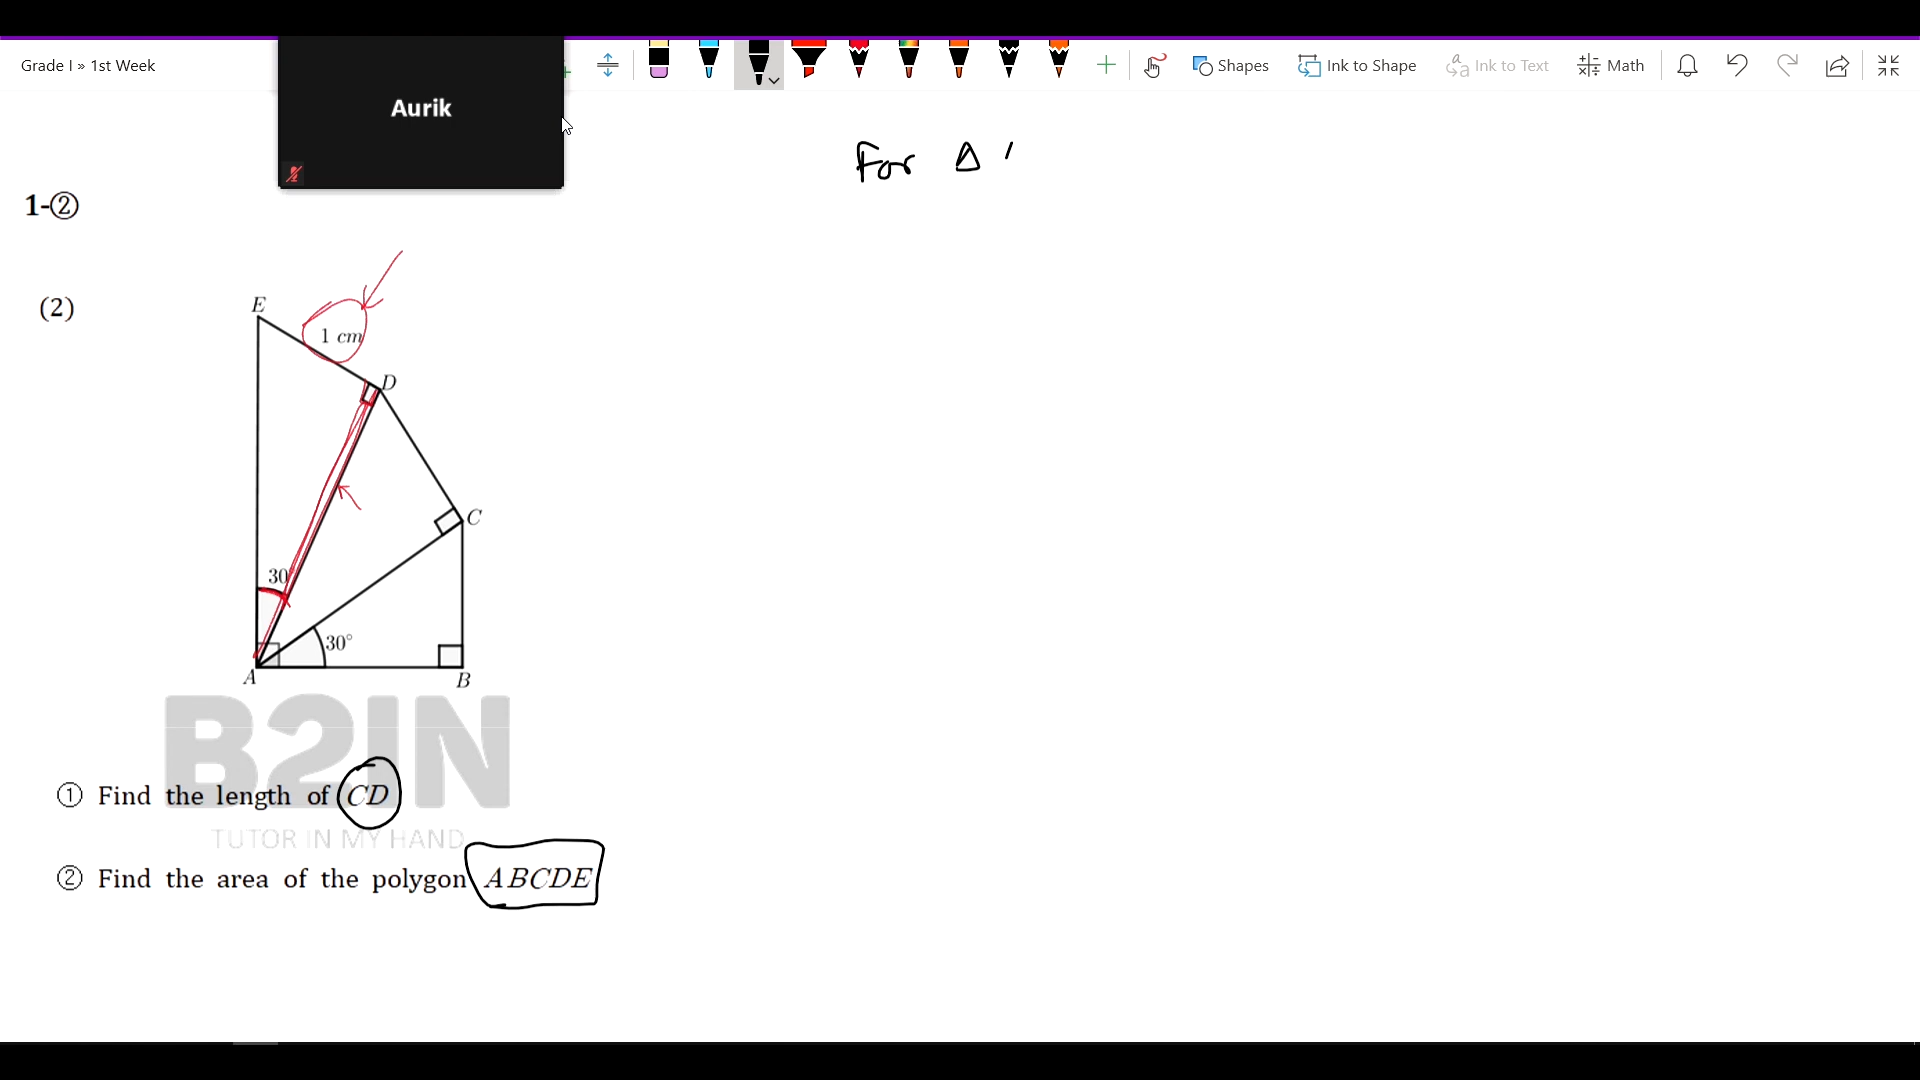 Grade I » 1st Week
Shapes
Ink to Shape
Ink to Text
Math
Aurik
For Δ
1-②
(2)
E
1 cm
D
C
30
30°
A
B
B2IN
TUTOR IN MY HAND
① Find the length of CD
② Find the area of the polygon ABCDE